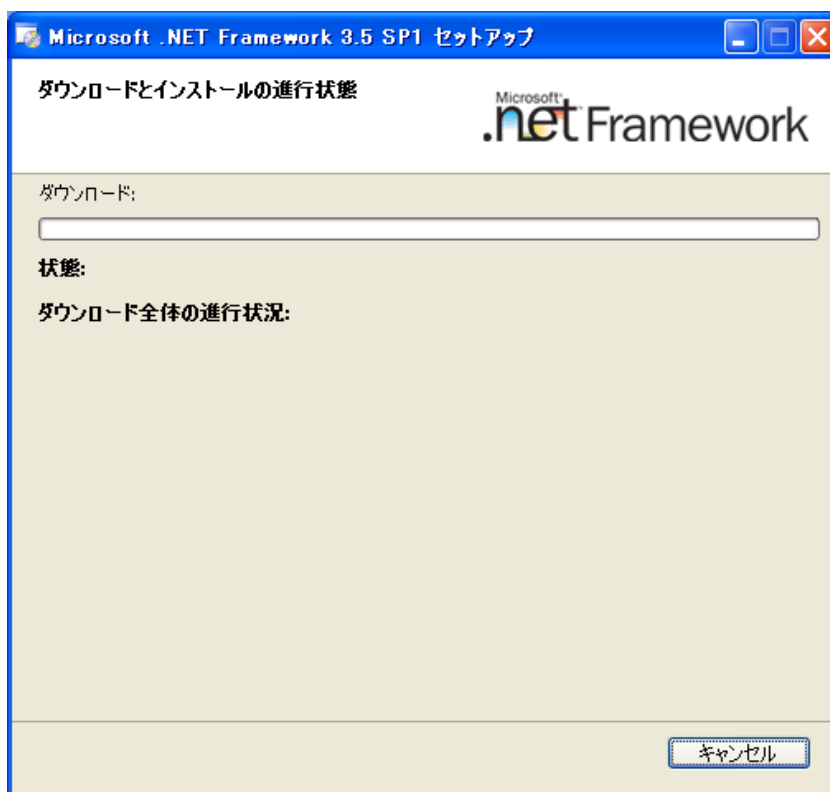 Microsoft .NET Framework 3.5 SP1 セットアップ
ダウンロードとインストールの進行状態
Microsoft
.net Framework
ダウンロード:
状態:
ダウンロード全体の進行状況:
キャンセル